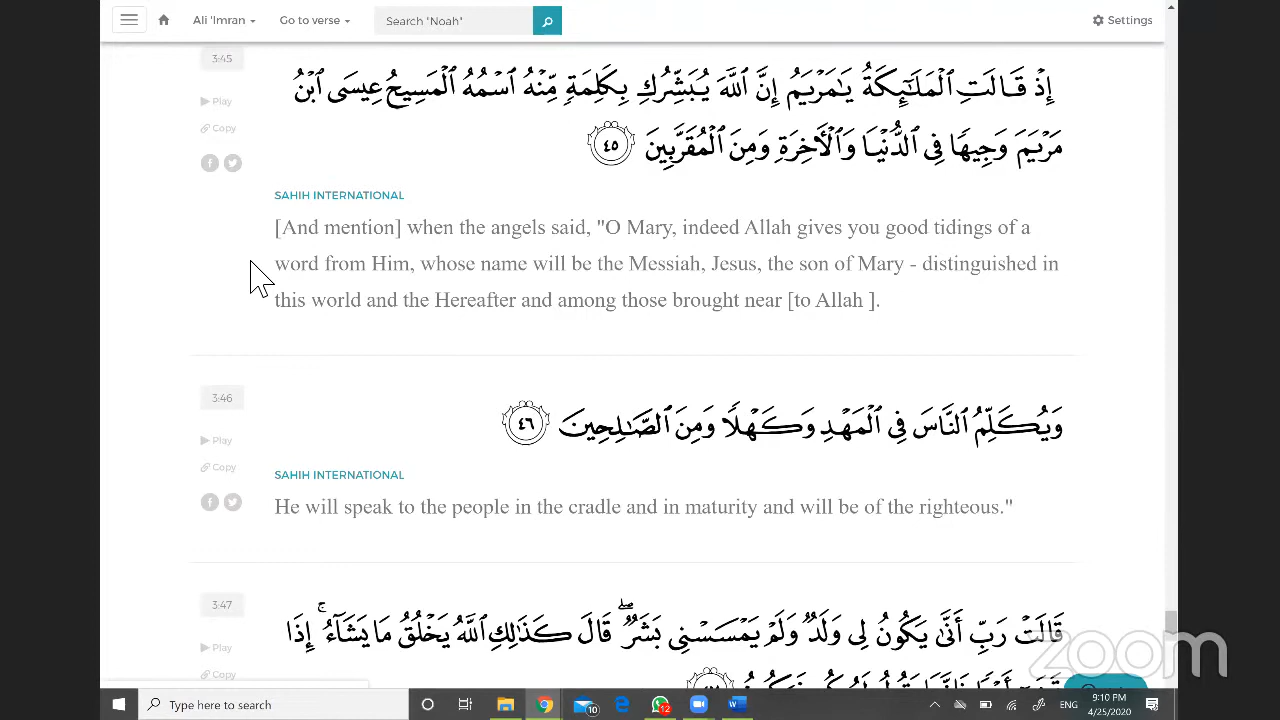 Ali 'Imran
Go to verse
Search "Noah"
Settings
3:45
إِذْ قَالَتِ ٱلْمَلَـٰٓئِكَةُ يَـٰمَرْيَمُ إِنَّ ٱللَّهَ يُبَشِّرُكِ بِكَلِمَةٍ مِّنْهُ ٱسْمُهُ ٱلْمَسِيحُ عِيسَى ٱبْنُ
مَرْيَمَ وَجِيهًا فِى ٱلدُّنْيَا وَٱلْـَٔاخِرَةِ وَمِنَ ٱلْمُقَرَّبِينَ ٤٥
Play
Copy
SAHIH INTERNATIONAL
[And mention] when the angels said, "O Mary, indeed Allah gives you good tidings of a
word from Him, whose name will be the Messiah, Jesus, the son of Mary - distinguished in
this world and the Hereafter and among those brought near [to Allah ].
3:46
وَيُكَلِّمُ ٱلنَّاسَ فِى ٱلْمَهْدِ وَكَهْلًا وَمِنَ ٱلصَّـٰلِحِينَ ٤٦
Play
Copy
SAHIH INTERNATIONAL
He will speak to the people in the cradle and in maturity and will be of the righteous."
3:47
قَالَتْ رَبِّ أَنَّىٰ يَكُونُ لِى وَلَدٌ وَلَمْ يَمْسَسْنِى بَشَرٌ ۖ قَالَ كَذَٰلِكِ ٱللَّهُ يَخْلُقُ مَا يَشَآءُ ۚ إِذَا
Play
Copy
zoom
Type here to search
10
12
ENG
9:10 PM
4/25/2020